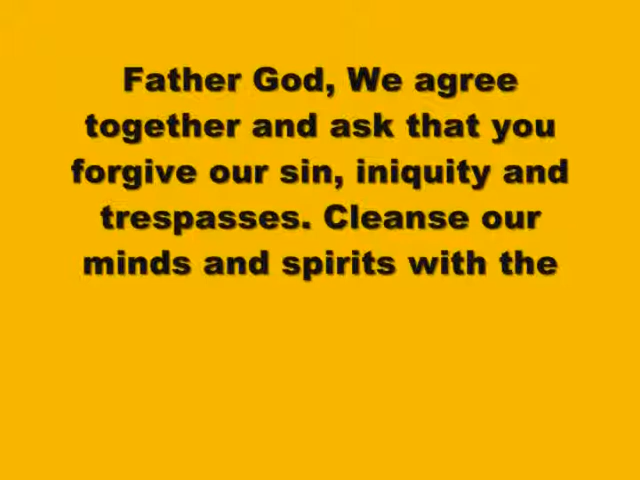 Father God, We agree
together and ask that you
forgive our sin, iniquity and
trespasses. Cleanse our
minds and spirits with the